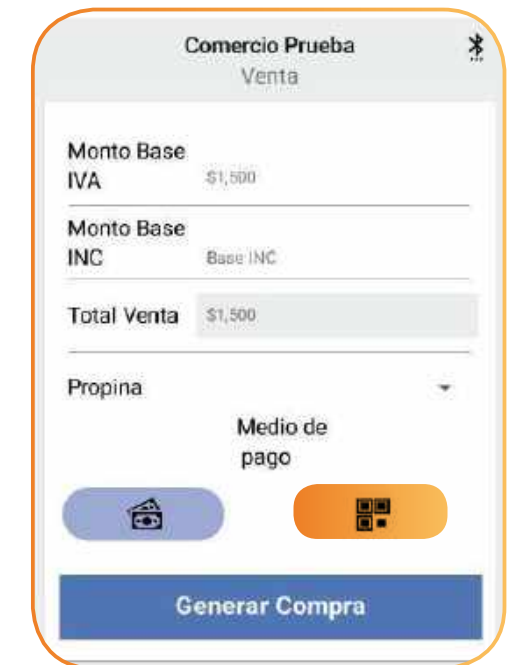 Comercio Prueba
Venta
Monto Base
IVA $1,500
Monto Base
INC Base INC
Total Venta $1,500
Propina
Medio de
pago
Generar Compra